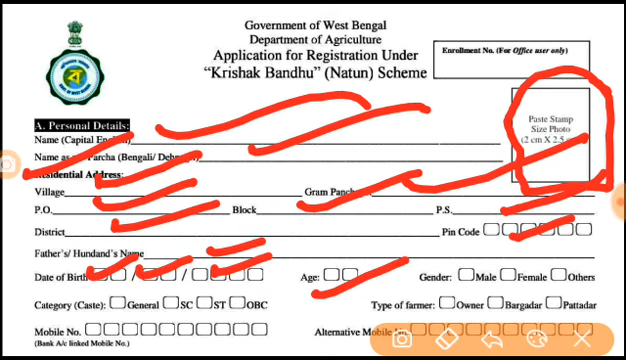 Government of West Bengal
Department of Agriculture
Application for Registration Under
“Krishak Bandhu” (Natun) Scheme
Enrollment No. (For Office user only)
Paste Stamp
Size Photo
(2 cm X 2.5
A. Personal Details:
Name (Capital English)
Name as Parcha (Bengali/
Residential Address:
Village Gram
P.O. Block P.S.
District Pin Code
Father's/ Hundand's Name
Date of Birth / / Age: Gender: Male Female Others
Category (Caste): General SC ST OBC Type of farmer: Owner Bargadar Pattadar
Mobile No. Alternative Mobile No.
(Bank A/c linked Mobile No.)